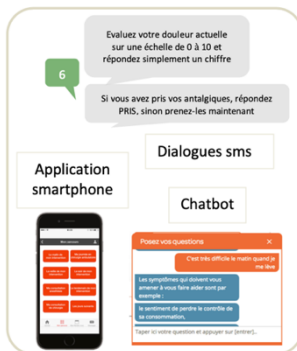 Evaluez votre douleur actuelle
sur une échelle de 0 à 10 et
répondez simplement un chiffre
6
Si vous avez pris vos antalgiques, répondez
PRIS, sinon prenez-les maintenant
Dialogues sms
Application
smartphone
Chatbot
Posez vos questions
C'est très difficile le matin quand je
me lève
Les symptômes qui doivent vous
amener à vous faire aider sont par
exemple :
le sentiment de perdre le contrôle de
sa consommation,
Taper ici votre question et appuyer sur [entrer]..